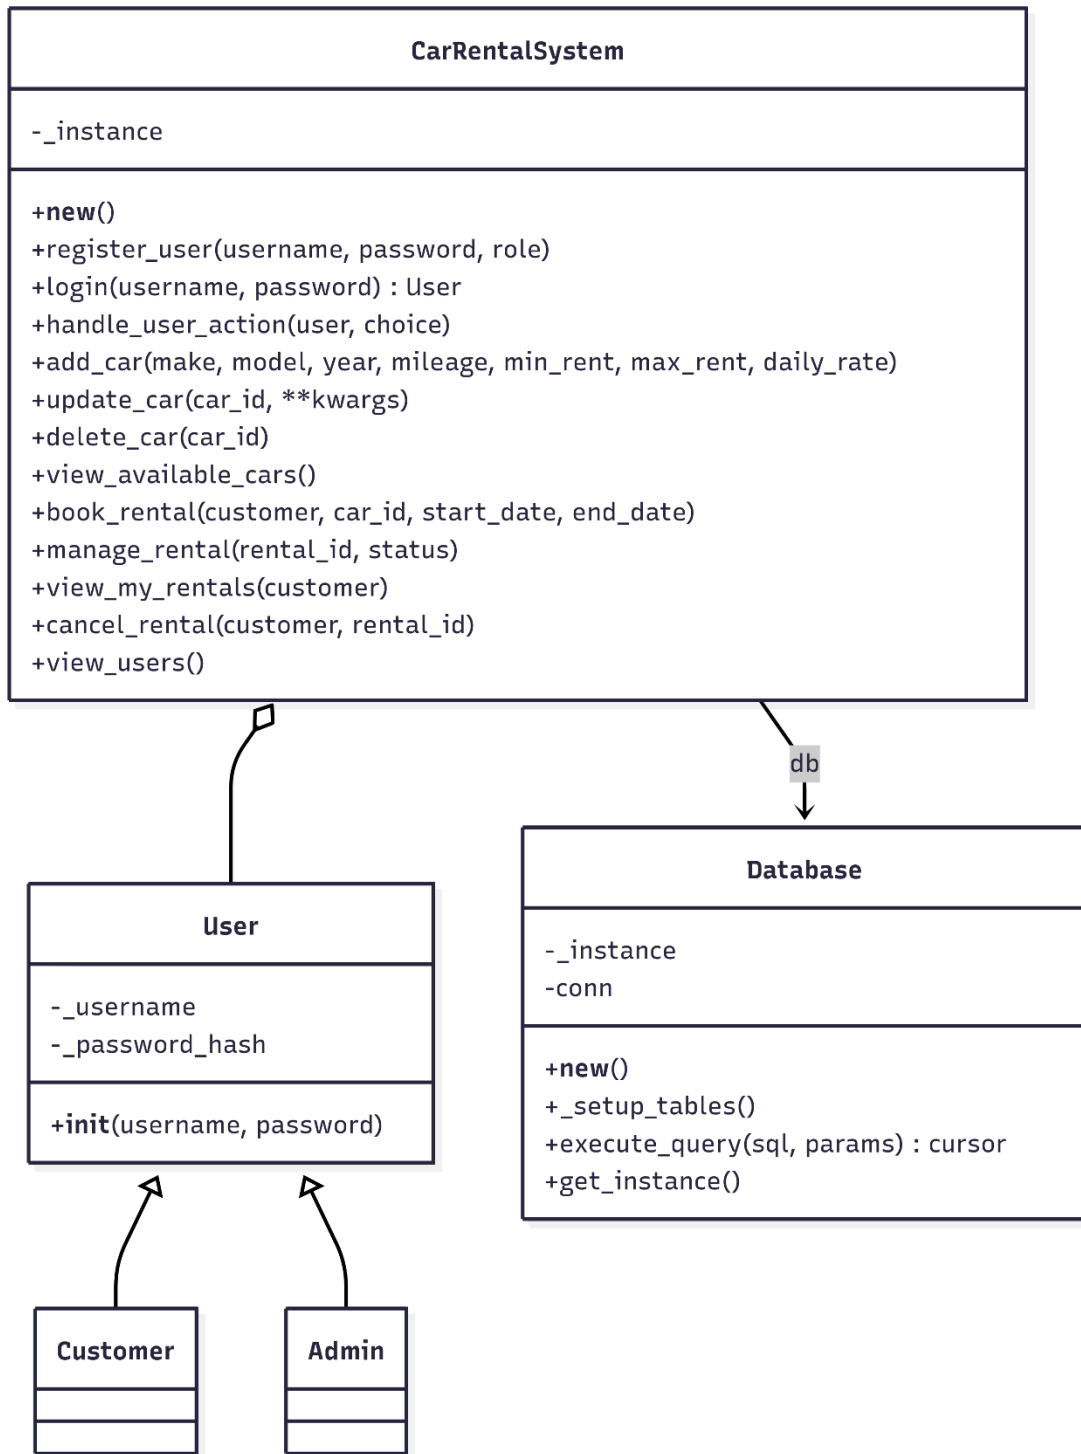 CarRentalSystem
-_instance
+new()
+register_user(username, password, role)
+login(username, password) : User
+handle_user_action(user, choice)
+add_car(make, model, year, mileage, min_rent, max_rent, daily_rate)
+update_car(car_id, **kwargs)
+delete_car(car_id)
+view_available_cars()
+book_rental(customer, car_id, start_date, end_date)
+manage_rental(rental_id, status)
+view_my_rentals(customer)
+cancel_rental(customer, rental_id)
+view_users()
db
User
-_username
-_password_hash
+init(username, password)
Database
-_instance
-conn
+new()
+_setup_tables()
+execute_query(sql, params) : cursor
+get_instance()
Customer
Admin